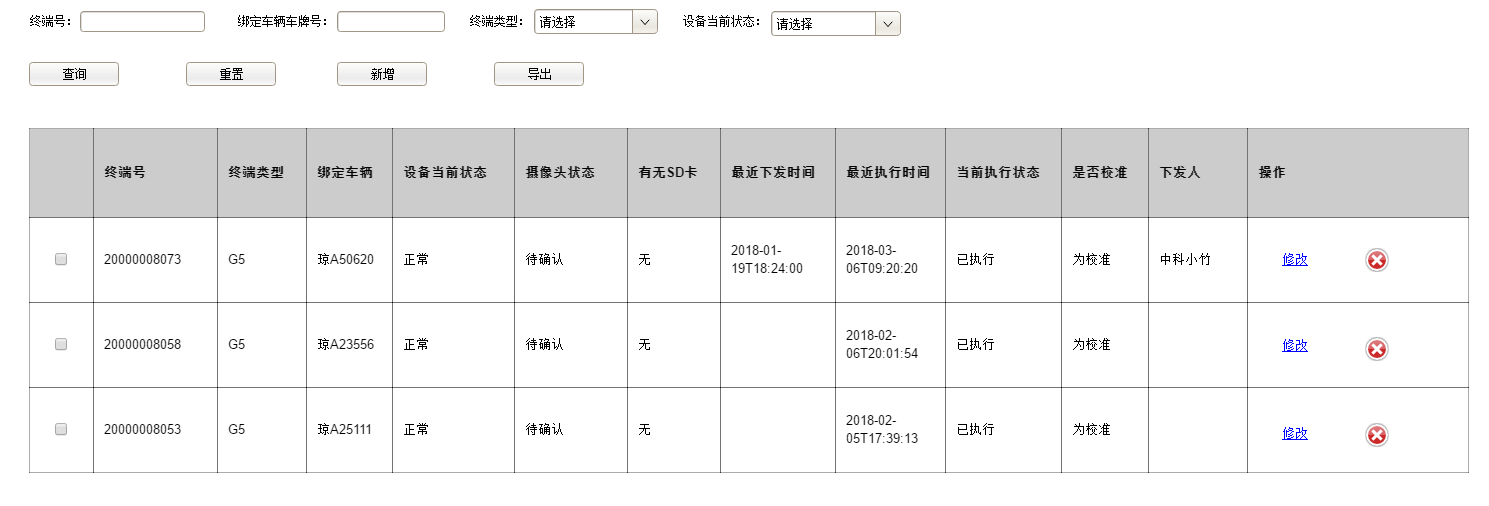 终端号： 绑定车辆车牌号： 终端类型： 请选择 设备当前状态： 请选择
查询 重置 新增 导出
终端号 终端类型 绑定车辆 设备当前状态 摄像头状态 有无SD卡 最近下发时间 最近执行时间 当前执行状态 是否校准 下发人 操作
20000008073 G5 琼A50620 正常 待确认 无 2018-01-19T18:24:00 2018-03-06T09:20:20 已执行 为校准 中科小竹 修改
20000008058 G5 琼A23556 正常 待确认 无 2018-02-06T20:01:54 已执行 为校准 修改
20000008053 G5 琼A25111 正常 待确认 无 2018-02-05T17:39:13 已执行 为校准 修改